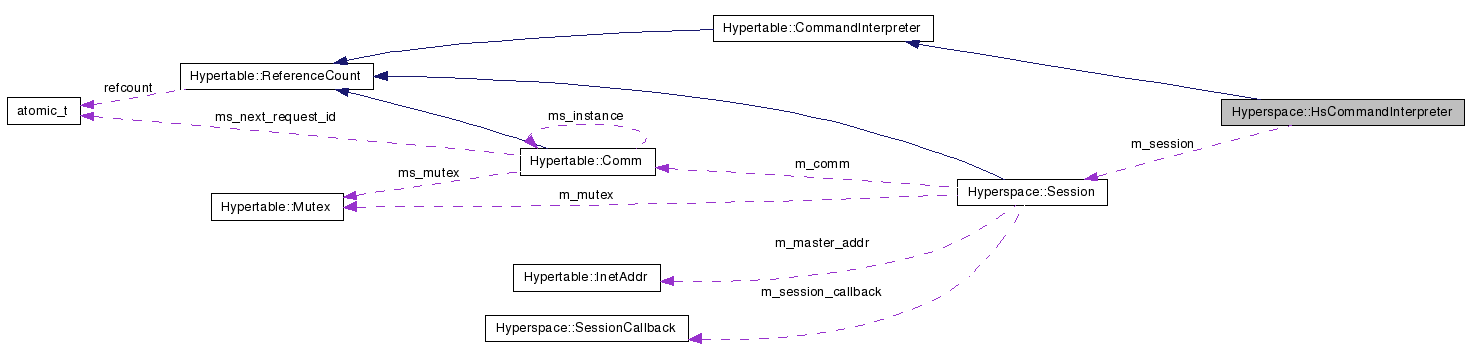 Hypertable::CommandInterpreter
Hypertable::ReferenceCount
refcount
atomic_t
Hyperspace::HsCommandInterpreter
ms_next_request_id
ms_instance
m_session
Hypertable::Comm
m_comm
ms_mutex
Hyperspace::Session
m_mutex
Hypertable::Mutex
m_master_addr
Hypertable::InetAddr
m_session_callback
Hyperspace::SessionCallback